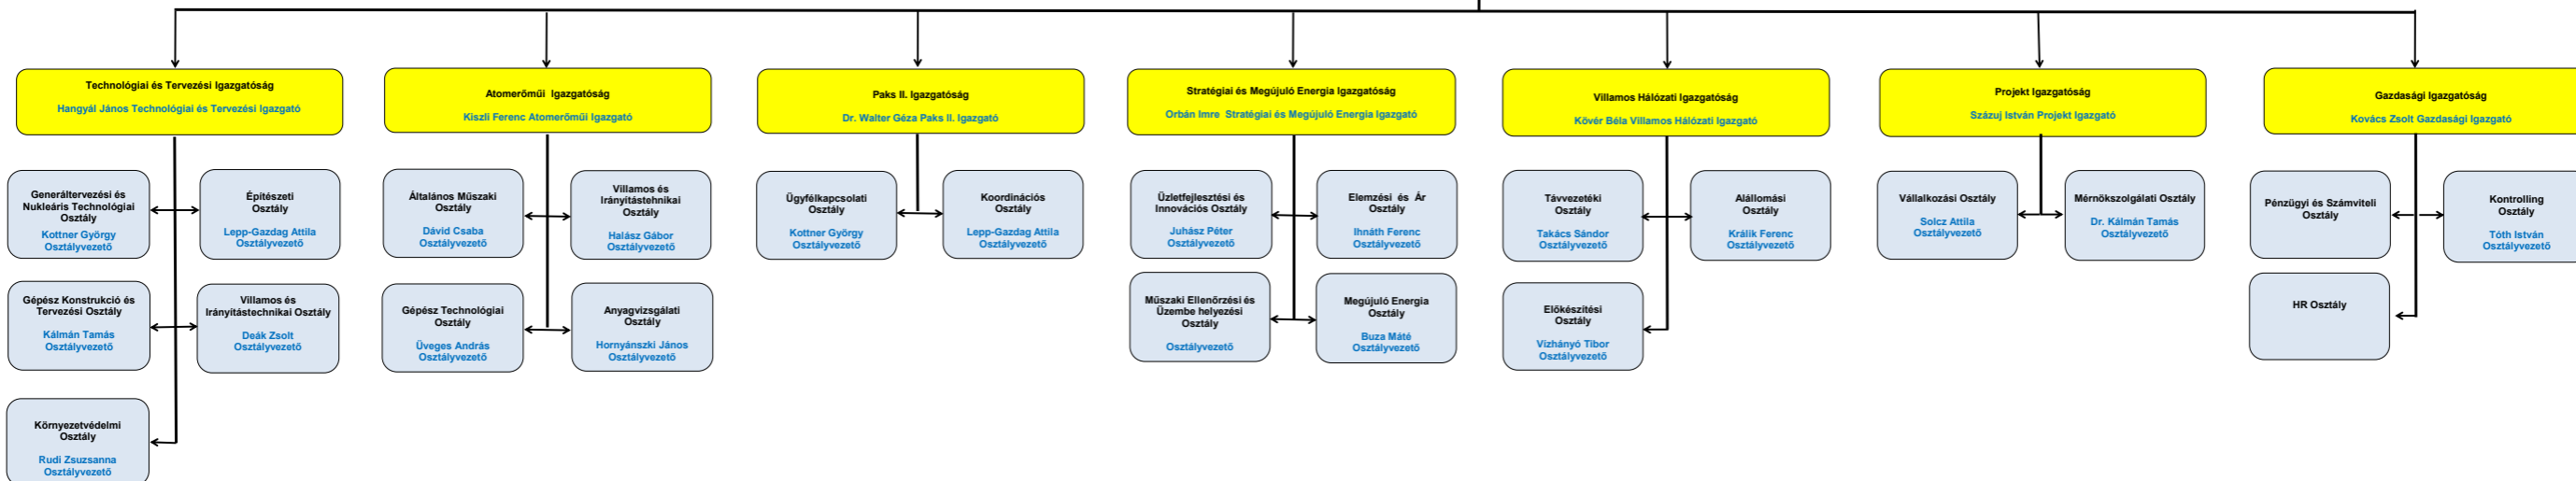 Technológiai és Tervezési Igazgatóság
Hangyál János Technológiai és Tervezési Igazgató
Atomerőműi  Igazgatóság
Kiszli Ferenc Atomerőműi Igazgató
Paks II. Igazgatóság
Dr. Walter Géza Paks II. Igazgató
Stratégiai és Megújuló Energia Igazgatóság
Orbán Imre  Stratégiai és Megújuló Energia Igazgató
Villamos Hálózati Igazgatóság
Kövér Béla Villamos Hálózati Igazgató
Projekt Igazgatóság
Százuj István Projekt Igazgató
Gazdasági Igazgatóság
Kovács Zsolt Gazdasági Igazgató
Generáltervezési és
Nukleáris Technológiai
Osztály
Kottner György
Osztályvezető
Építészeti
Osztály
Lepp-Gazdag Attila
Osztályvezető
Általános Műszaki
Osztály
Dávid Csaba
Osztályvezető
Villamos és
Irányítástehnikai
Osztály
Halász Gábor
Osztályvezető
Ügyfélkapcsolati
Osztály
Kottner György
Osztályvezető
Koordinációs
Osztály
Lepp-Gazdag Attila
Osztályvezető
Üzletfejlesztési és
Innovációs Osztály
Juhász Péter
Osztályvezető
Elemzési  és  Ár
Osztály
Ihnáth Ferenc
Osztályvezető
Távvezetéki
Osztály
Takács Sándor
Osztályvezető
Alállomási
Osztály
Králik Ferenc
Osztályvezető
Vállalkozási Osztály
Solcz Attila
Osztályvezető
Mérnökszolgálati Osztály
Dr. Kálmán Tamás
Osztályvezető
Pénzügyi és Számviteli
Osztály
Kontrolling
Osztály
Tóth István
Osztályvezető
Gépész Konstrukció és
Tervezési Osztály
Kálmán Tamás
Osztályvezető
Villamos és
Irányítástechnikai Osztály
Deák Zsolt
Osztályvezető
Gépész Technológiai
Osztály
Üveges András
Osztályvezető
Anyagvizsgálati
Osztály
Hornyánszki János
Osztályvezető
Műszaki Ellenőrzési és
Üzembe helyezési
Osztály
Osztályvezető
Megújuló Energia
Osztály
Buza Máté
Osztályvezető
Előkészítési
Osztály
Vízhányó Tibor
Osztályvezető
HR Osztály
Környezetvédelmi
Osztály
Rudi Zsuzsanna
Osztályvezető